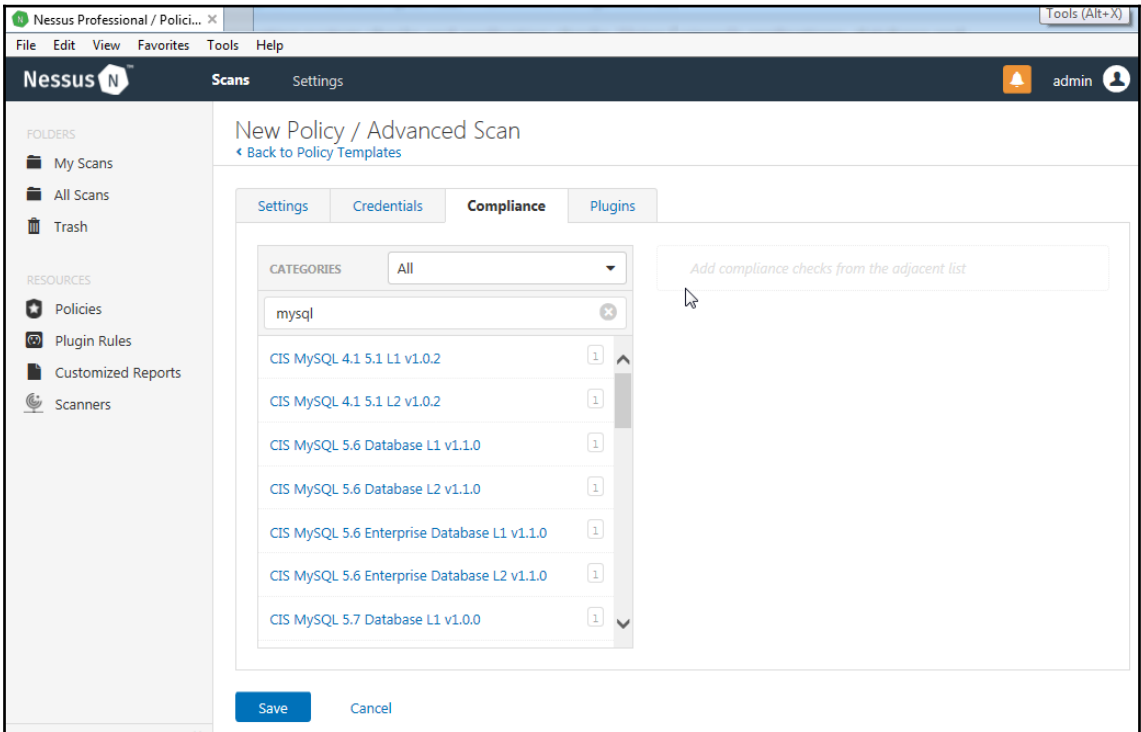 Nessus Professional / Polici... ×
Tools (Alt+X)
File Edit View Favorites Tools Help
Nessus N ™ Scans Settings admin
FOLDERS
My Scans
All Scans
Trash
RESOURCES
Policies
Plugin Rules
Customized Reports
Scanners
New Policy / Advanced Scan
Back to Policy Templates
Settings Credentials Compliance Plugins
CATEGORIES All
mysql
CIS MySQL 4.1 5.1 L1 v1.0.2 1
CIS MySQL 4.1 5.1 L2 v1.0.2 1
CIS MySQL 5.6 Database L1 v1.1.0 1
CIS MySQL 5.6 Database L2 v1.1.0 1
CIS MySQL 5.6 Enterprise Database L1 v1.1.0 1
CIS MySQL 5.6 Enterprise Database L2 v1.1.0 1
CIS MySQL 5.7 Database L1 v1.0.0 1
Add compliance checks from the adjacent list
Save Cancel